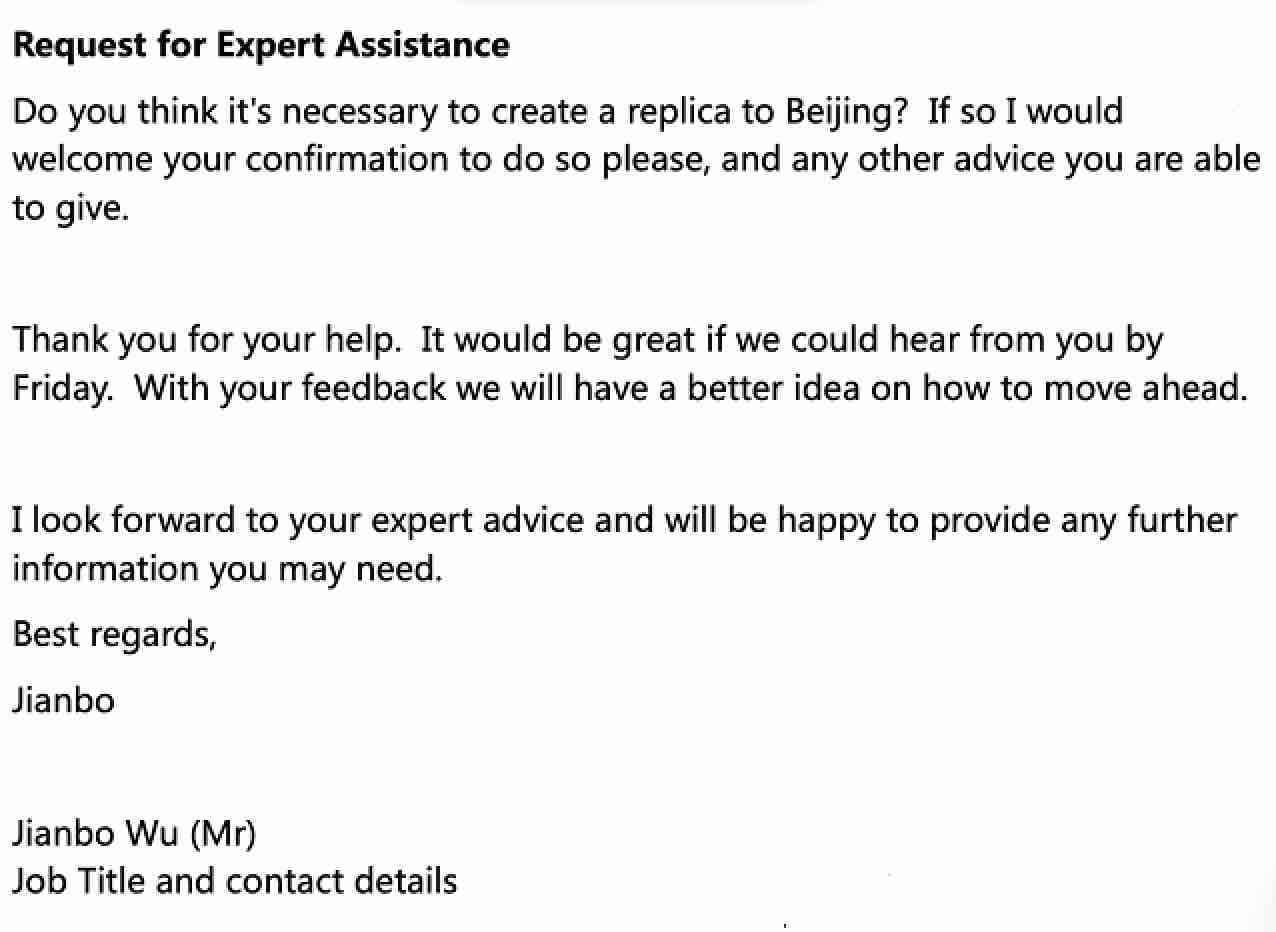 Request for Expert Assistance
Do you think it's necessary to create a replica to Beijing?  If so I would
welcome your confirmation to do so please, and any other advice you are able
to give.
Thank you for your help.  It would be great if we could hear from you by
Friday.  With your feedback we will have a better idea on how to move ahead.
I look forward to your expert advice and will be happy to provide any further
information you may need.
Best regards,
Jianbo
Jianbo Wu (Mr)
Job Title and contact details